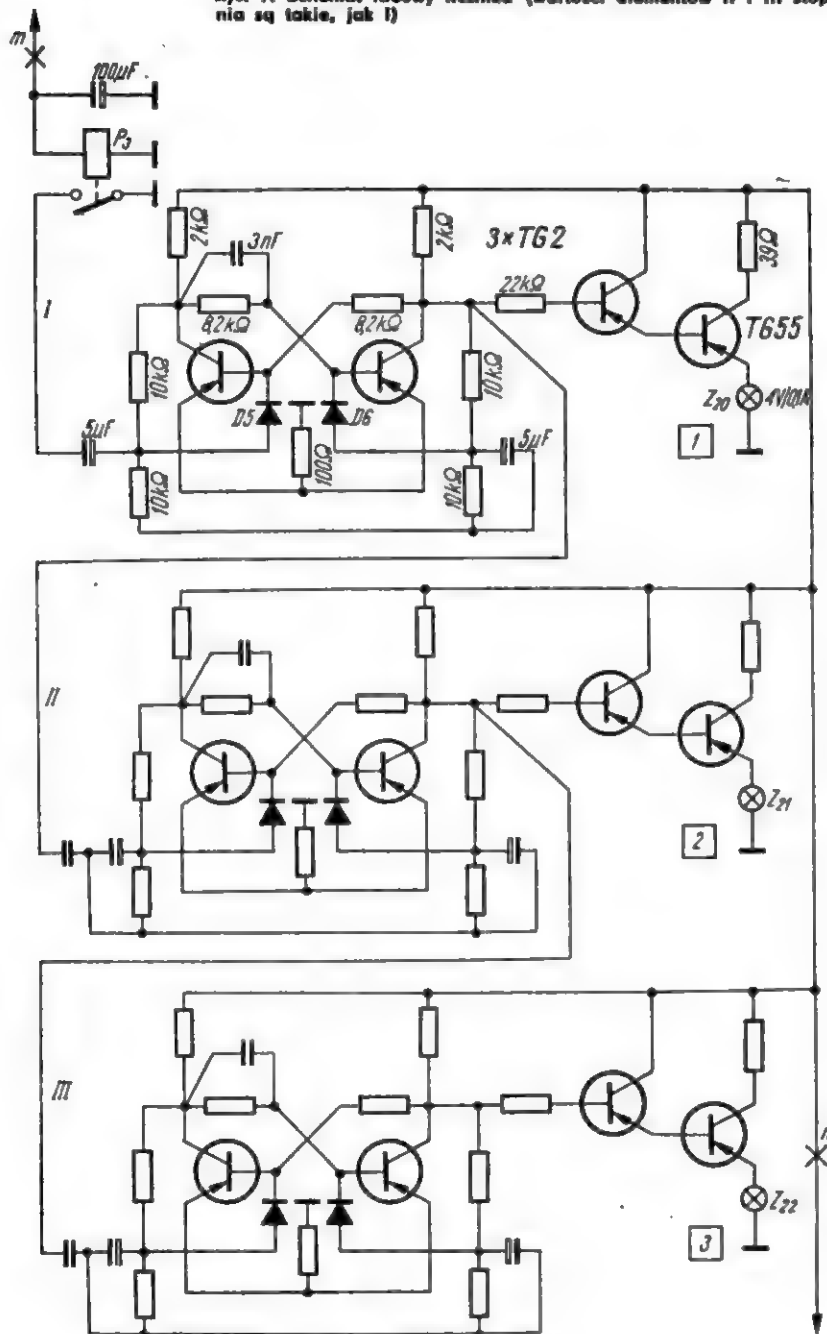 nia są takie, jak I)
m
100μF
P3
2kΩ
3nF
2kΩ
3×TG2
39Ω
22kΩ
I
8,2kΩ
8,2kΩ
TG55
10kΩ
10kΩ
D5
D6
Z20
4V/0,1A
5μF
100Ω
5μF
1
10kΩ
10kΩ
II
Z21
2
III
Z22
3